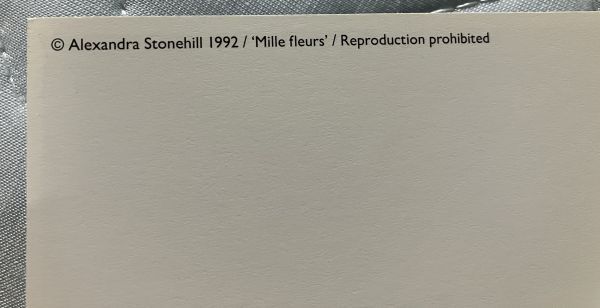 © Alexandra Stonehill 1992 / ‘Mille fleurs’ / Reproduction prohibited